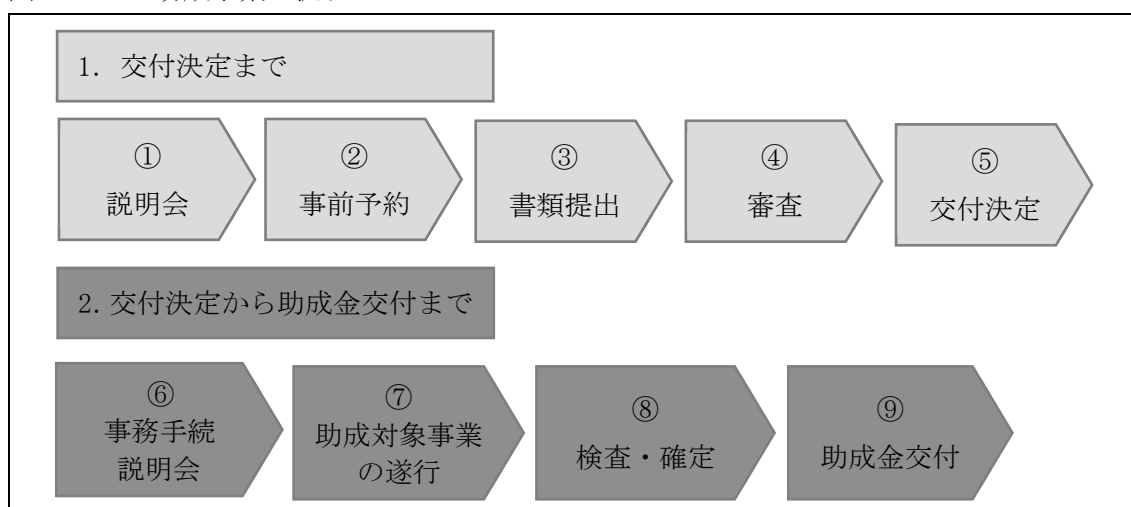 1. 交付決定まで
①
説明会
②
事前予約
③
書類提出
④
審査
⑤
交付決定
2. 交付決定から助成金交付まで
⑥
事務手続
説明会
⑦
助成対象事業
の遂行
⑧
検査・確定
⑨
助成金交付